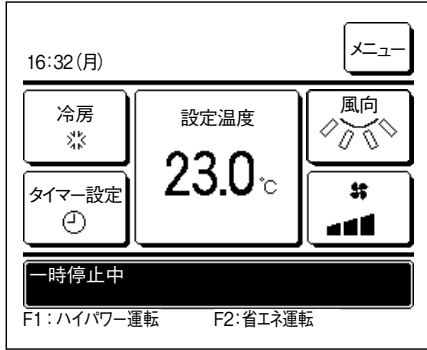 16:32(月)
メニュー
冷房
設定温度
風向
23.0℃
タイマー設定
一時停止中
F1：ハイパワー運転 F2：省エネ運転